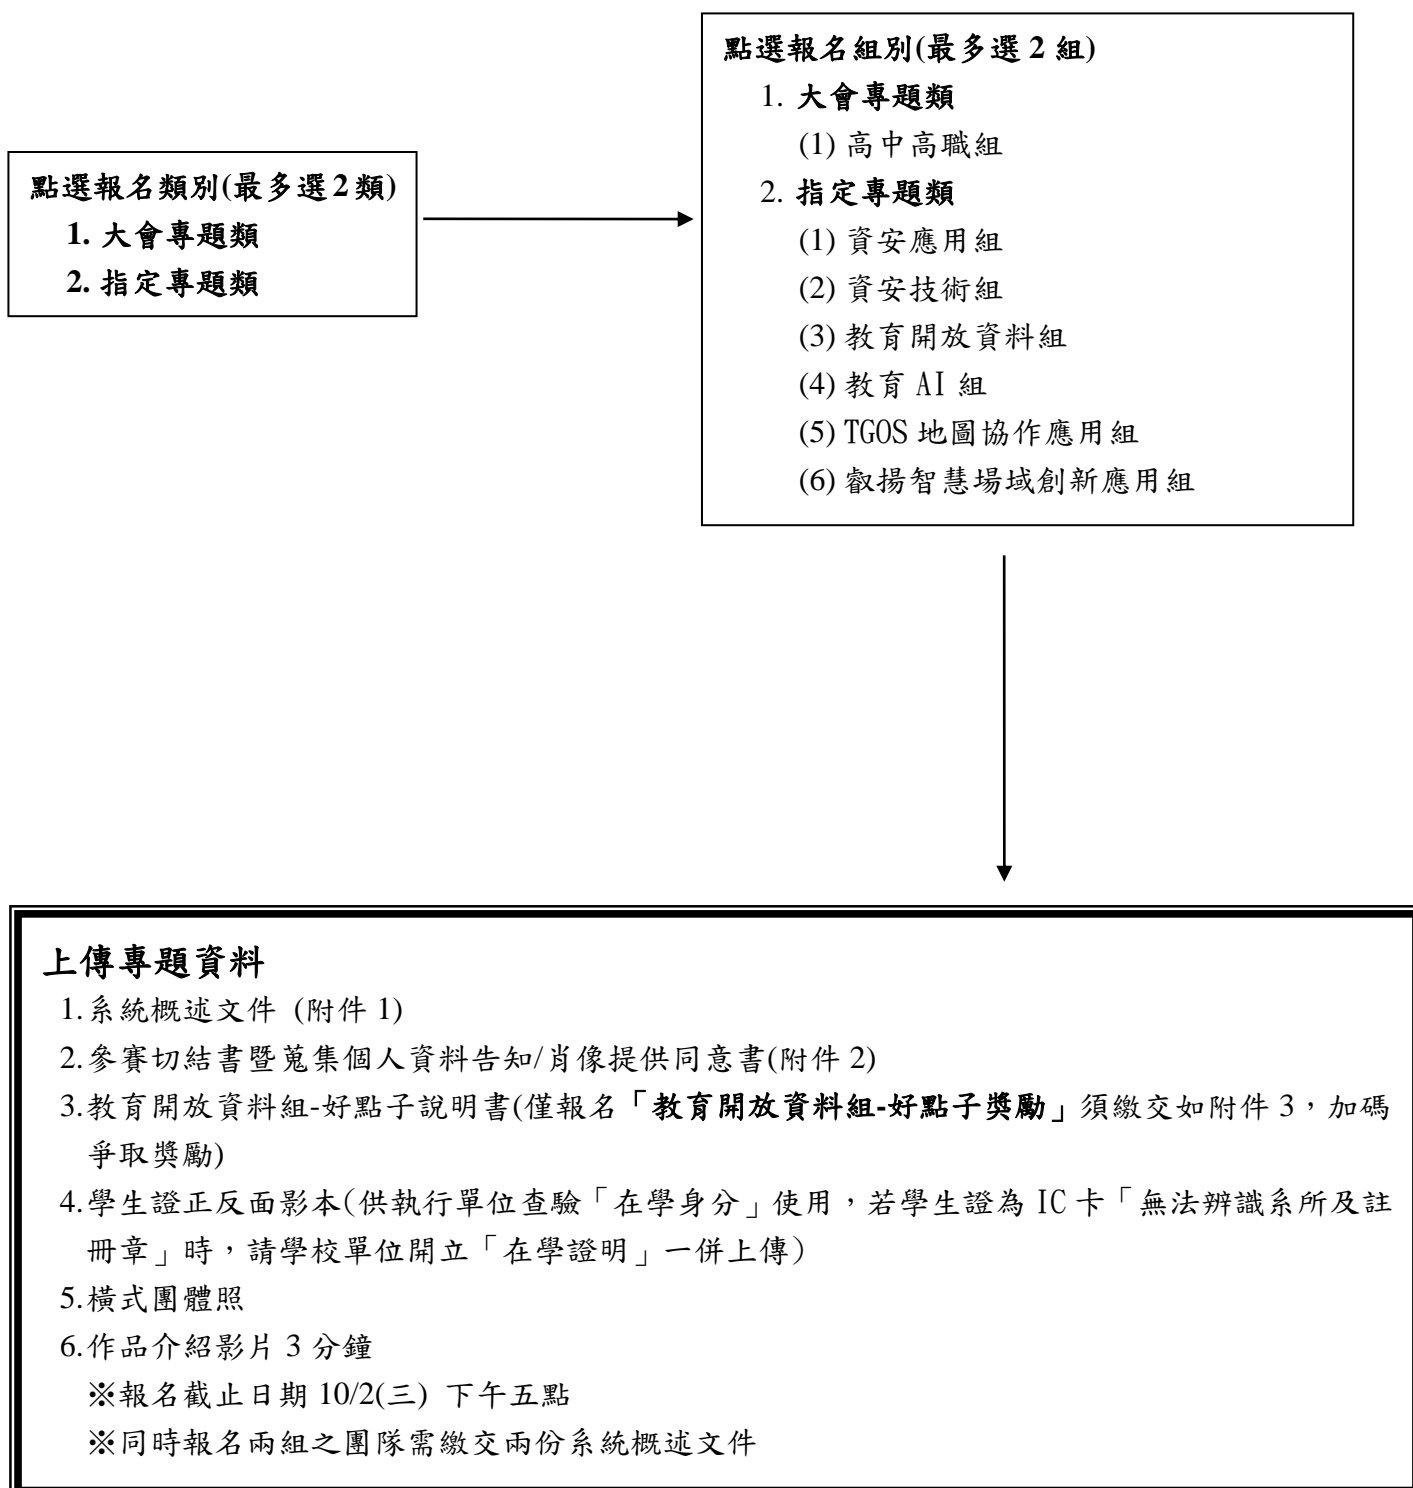 點選報名類別(最多選2類)
1. 大會專題類
2. 指定專題類
點選報名組別(最多選 2 組)
1. 大會專題類
(1) 高中高職組
2. 指定專題類
(1) 資安應用組
(2) 資安技術組
(3) 教育開放資料組
(4) 教育 AI 組
(5) TGOS 地圖協作應用組
(6) 叡揚智慧場域創新應用組
上傳專題資料
1.系統概述文件 (附件 1)
2.參賽切結書暨蒐集個人資料告知/肖像提供同意書(附件 2)
3.教育開放資料組-好點子說明書(僅報名「教育開放資料組-好點子獎勵」須繳交如附件 3,加碼
爭取獎勵)
4.學生證正反面影本(供執行單位查驗「在學身分」使用,若學生證為 IC 卡「無法辨識系所及註
冊章」時,請學校單位開立「在學證明」一併上傳)
5.橫式團體照
6.作品介紹影片 3 分鐘
※報名截止日期 10/2(三) 下午五點
※同時報名兩組之團隊需繳交兩份系統概述文件